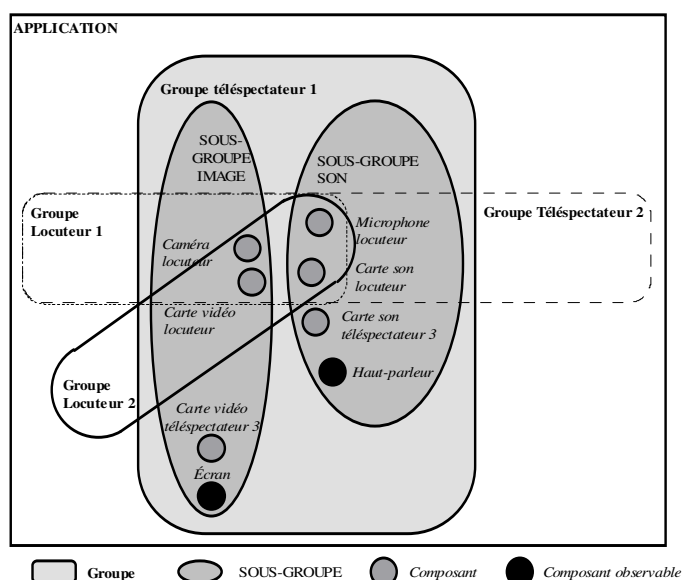 APPLICATION
Groupe téléspectateur 1
SOUS-
GROUPE
IMAGE
SOUS-GROUPE
SON
Groupe
Locuteur 1
Groupe Téléspectateur 2
Microphone
locuteur
Caméra
locuteur
Carte son
locuteur
Carte vidéo
locuteur
Carte son
téléspectateur 3
Haut-parleur
Groupe
Locuteur 2
Carte vidéo
téléspectateur 3
Écran
Groupe
SOUS-GROUPE
Composant
Composant observable